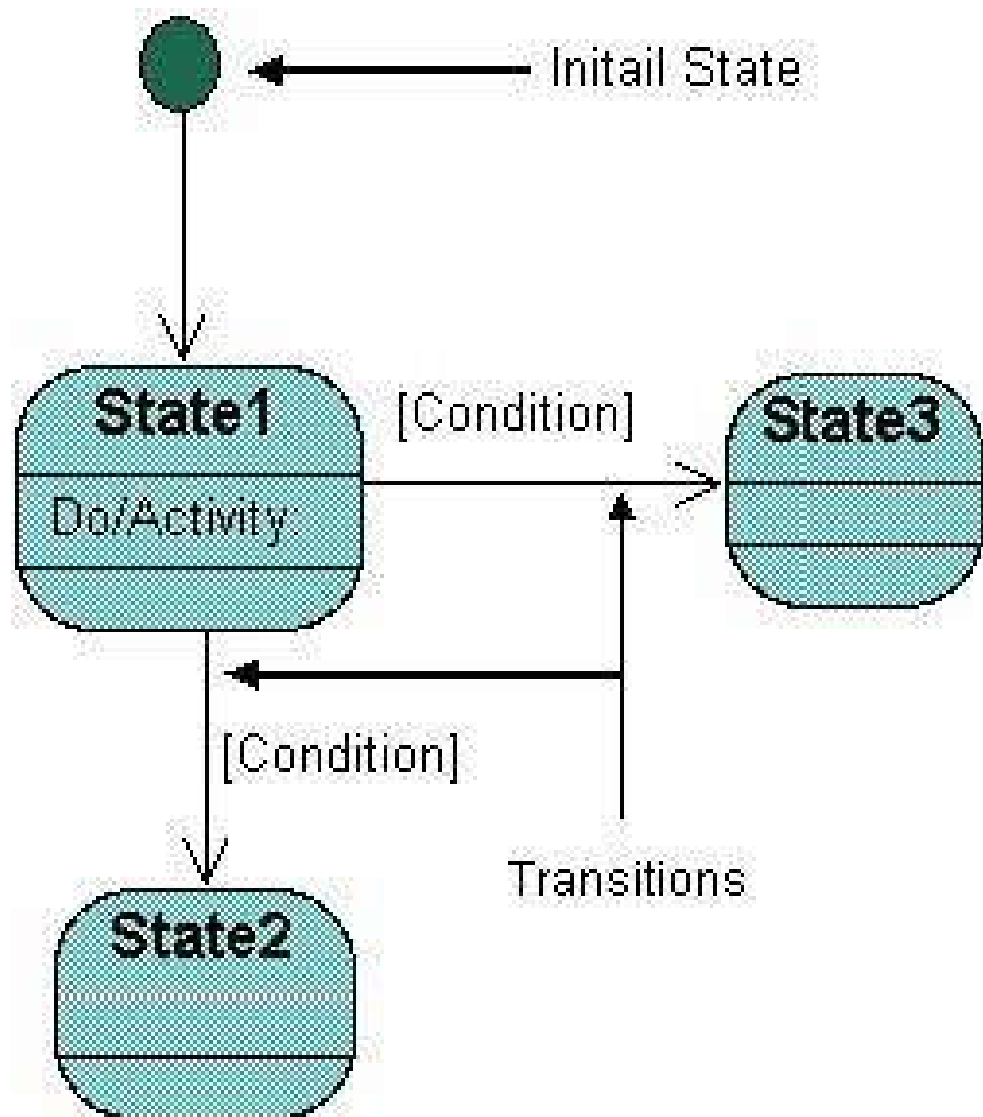 Initail State
State1
[Condition]
State3
Do/Activity:
[Condition]
Transitions
State2